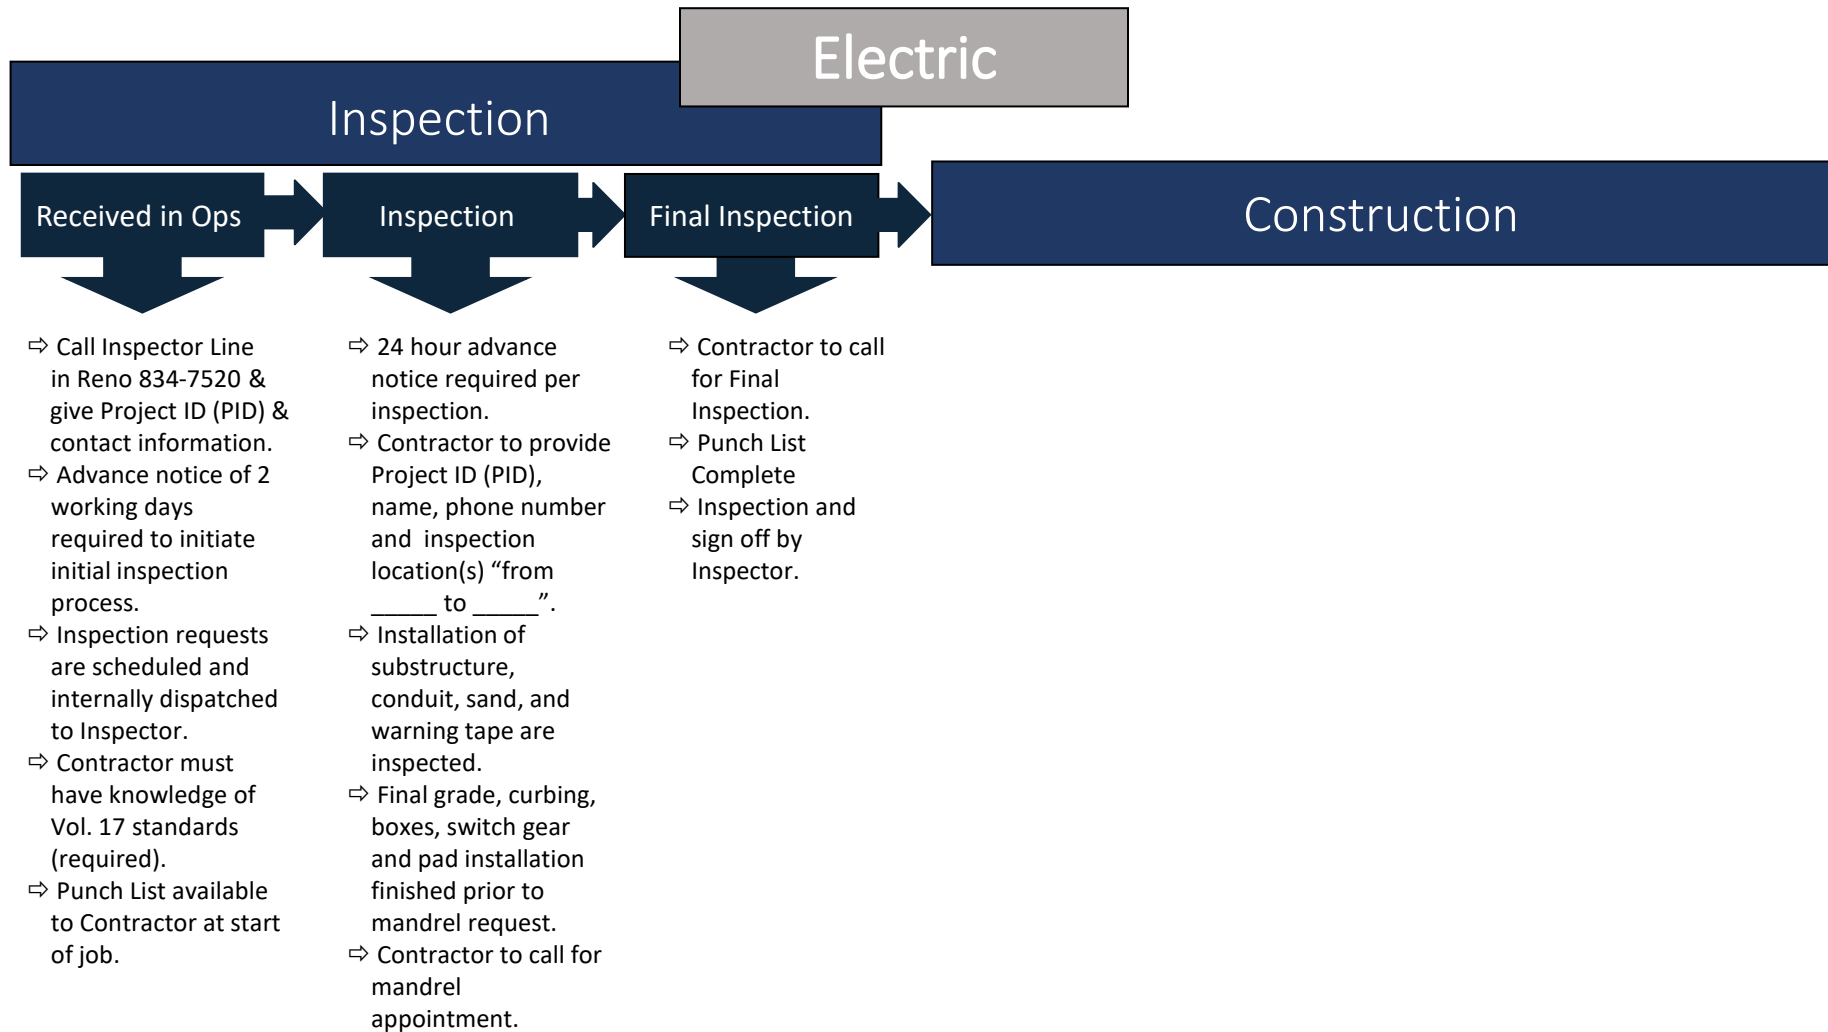 Electric
Inspection
Construction
Received in Ops
Inspection
Final Inspection
⇨ Call Inspector Line
in Reno 834-7520 &
give Project ID (PID) &
contact information.
⇨ Advance notice of 2
working days
required to initiate
initial inspection
process.
⇨ Inspection requests
are scheduled and
internally dispatched
to Inspector.
⇨ Contractor must
have knowledge of
Vol. 17 standards
(required).
⇨ Punch List available
to Contractor at start
of job.
⇨ 24 hour advance
notice required per
inspection.
⇨ Contractor to provide
Project ID (PID),
name, phone number
and inspection
location(s) “from
_____ to _____”.
⇨ Installation of
substructure,
conduit, sand, and
warning tape are
inspected.
⇨ Final grade, curbing,
boxes, switch gear
and pad installation
finished prior to
mandrel request.
⇨ Contractor to call for
mandrel
appointment.
⇨ Contractor to call
for Final
Inspection.
⇨ Punch List
Complete
⇨ Inspection and
sign off by
Inspector.